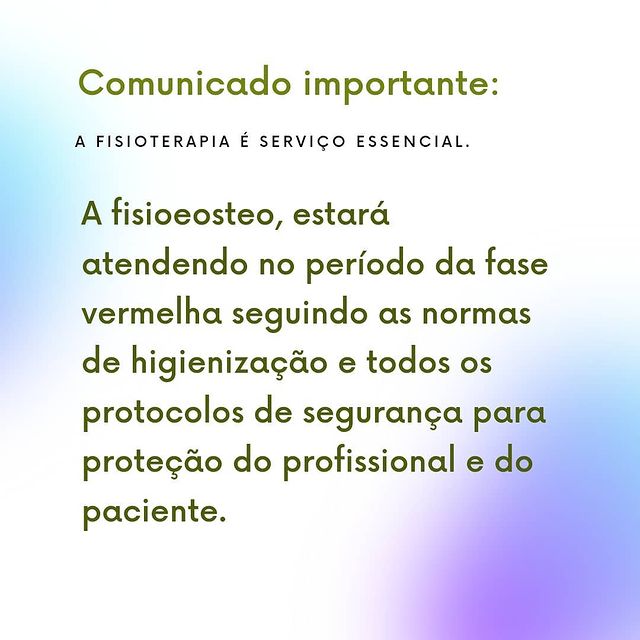 Comunicado importante:
A FISIOTERAPIA É SERVIÇO ESSENCIAL.
A fisioeosteo, estará
atendendo no período da fase
vermelha seguindo as normas
de higienização e todos os
protocolos de segurança para
proteção do profissional e do
paciente.